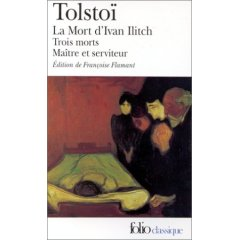 Tolstoï
La Mort d'Ivan Ilitch
Trois morts
Maître et serviteur
Édition de Françoise Flamant
folio classique